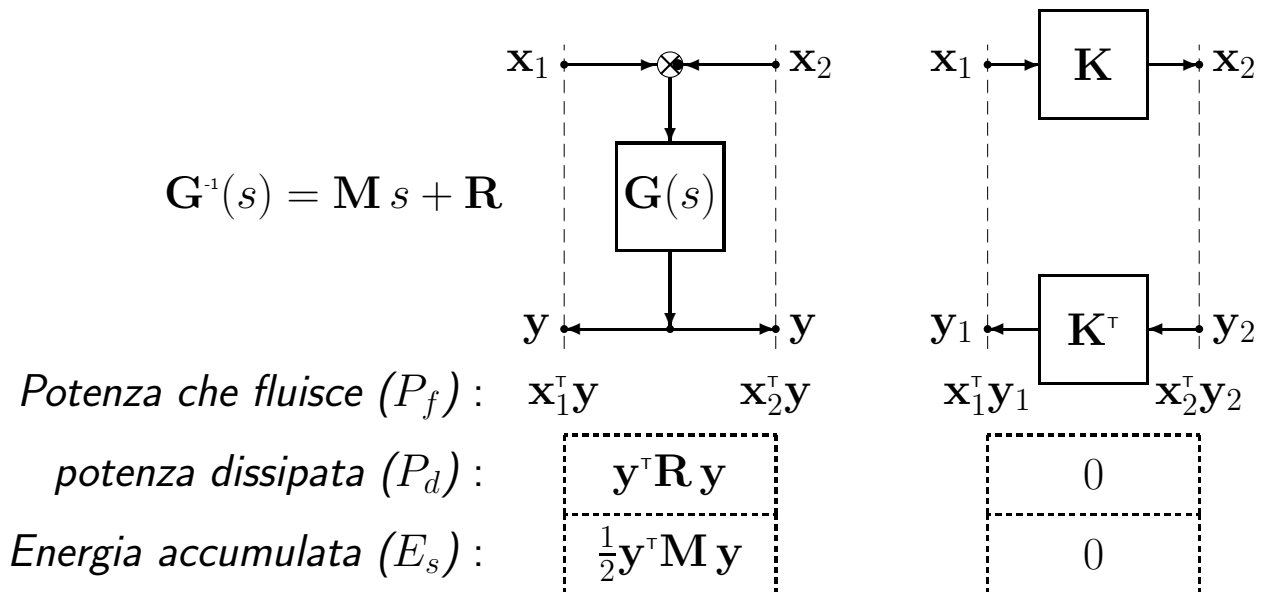 x₁ x₂ x₁ K x₂
G⁻¹(s) = M s + R G(s)
y y y₁ Kᵀ y₂
Potenza che fluisce (P_f) : x₁ᵀy x₂ᵀy x₁ᵀy₁ x₂ᵀy₂
potenza dissipata (P_d) : yᵀR y 0
Energia accumulata (E_s) : ½yᵀM y 0